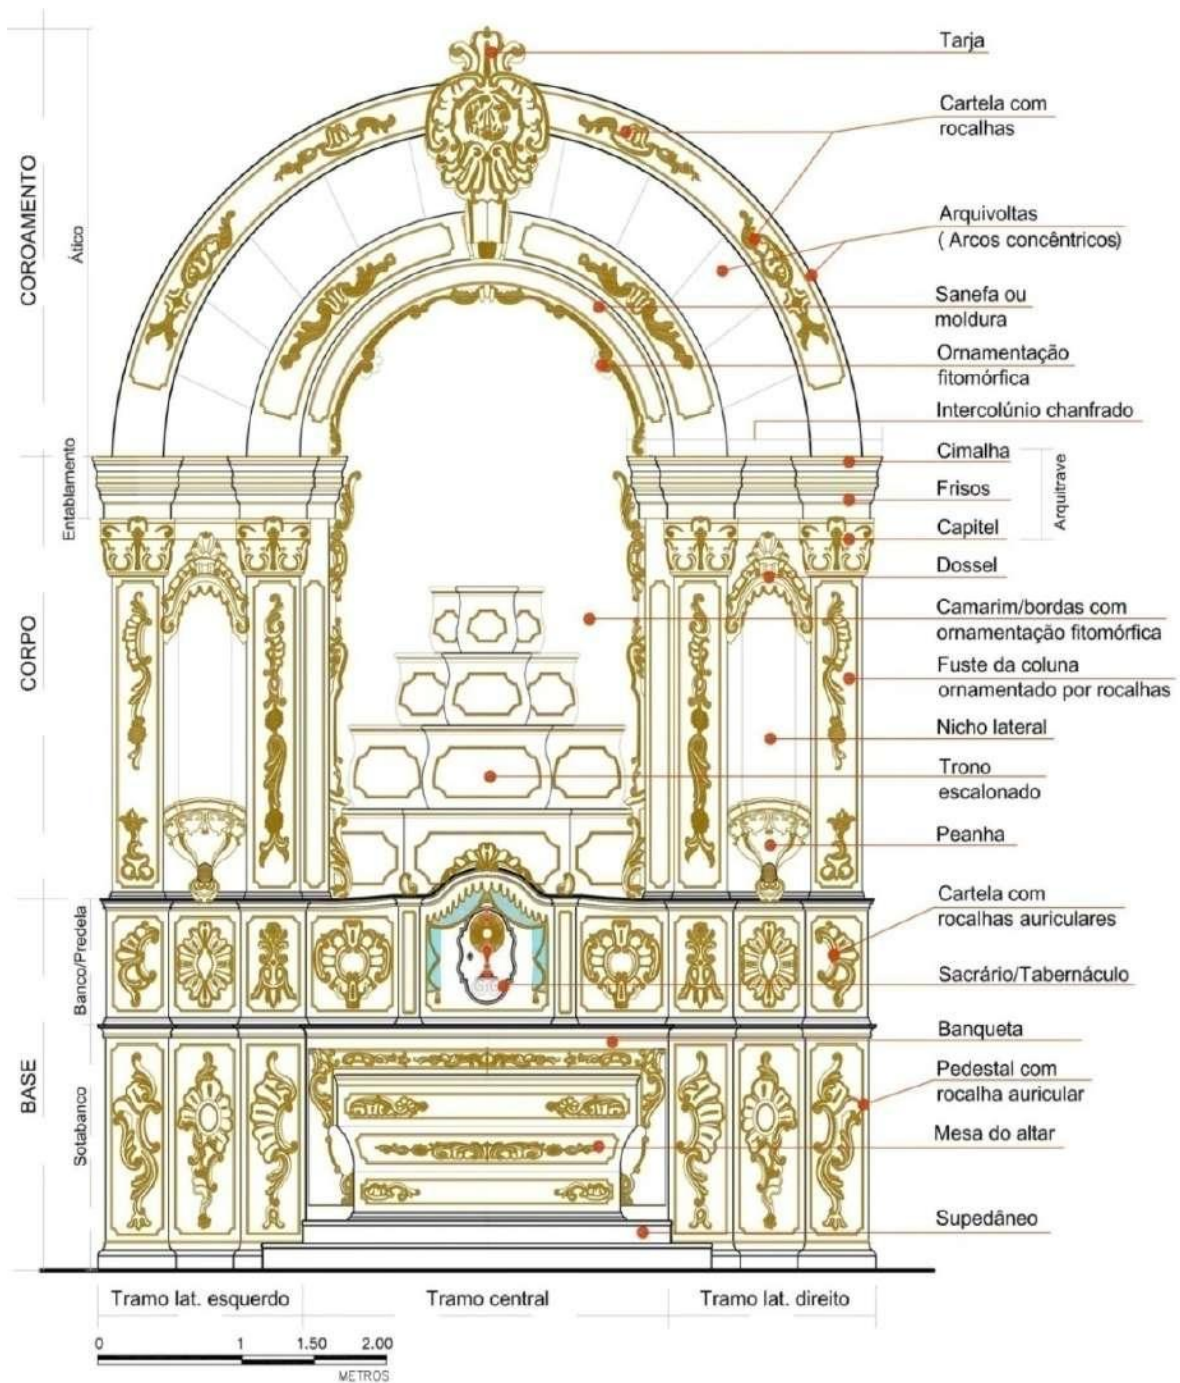 Tarja
Cartela com
rocalhas
Arquivoltas
( Arcos concêntricos)
Sanefa ou
moldura
Ornamentação
fitomórfica
Intercolúnio chanfrado
Cimalha
Frisos
Capitel
Arquitrave
Dossel
Camarim/bordas com
ornamentação fitomórfica
Fuste da coluna
ornamentado por rocalhas
Nicho lateral
Trono
escalonado
Peanha
Cartela com
rocalhas auriculares
Sacrário/Tabernáculo
Banqueta
Pedestal com
rocalha auricular
Mesa do altar
Supedâneo
COROAMENTO
Ático
Entablamento
CORPO
Banco/Predela
BASE
Sotabanco
Tramo lat. esquerdo
Tramo central
Tramo lat. direito
0 1 1.50 2.00
METROS